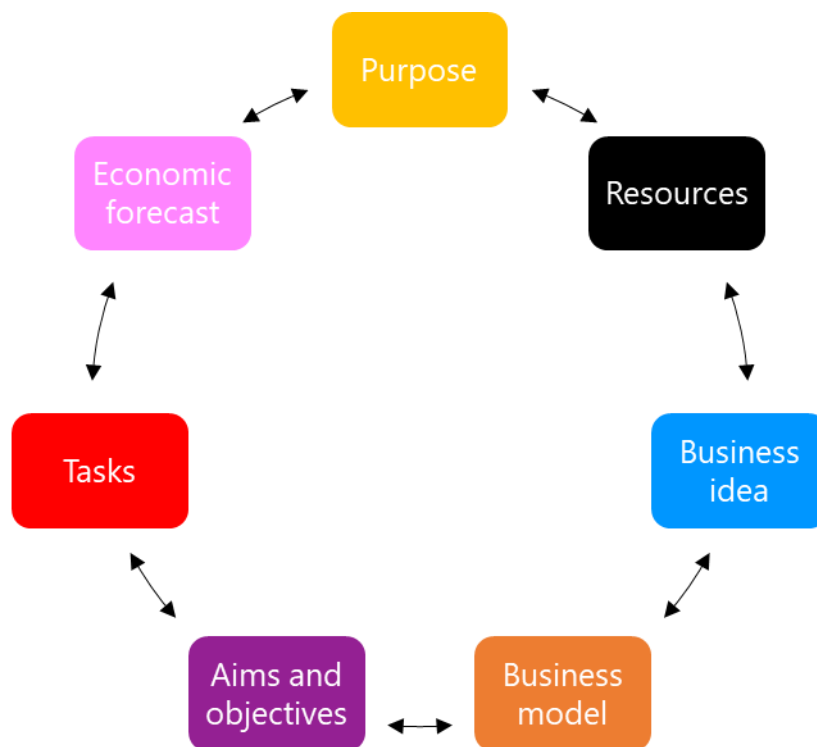 Purpose
Resources
Business
idea
Business
model
Aims and
objectives
Tasks
Economic
forecast